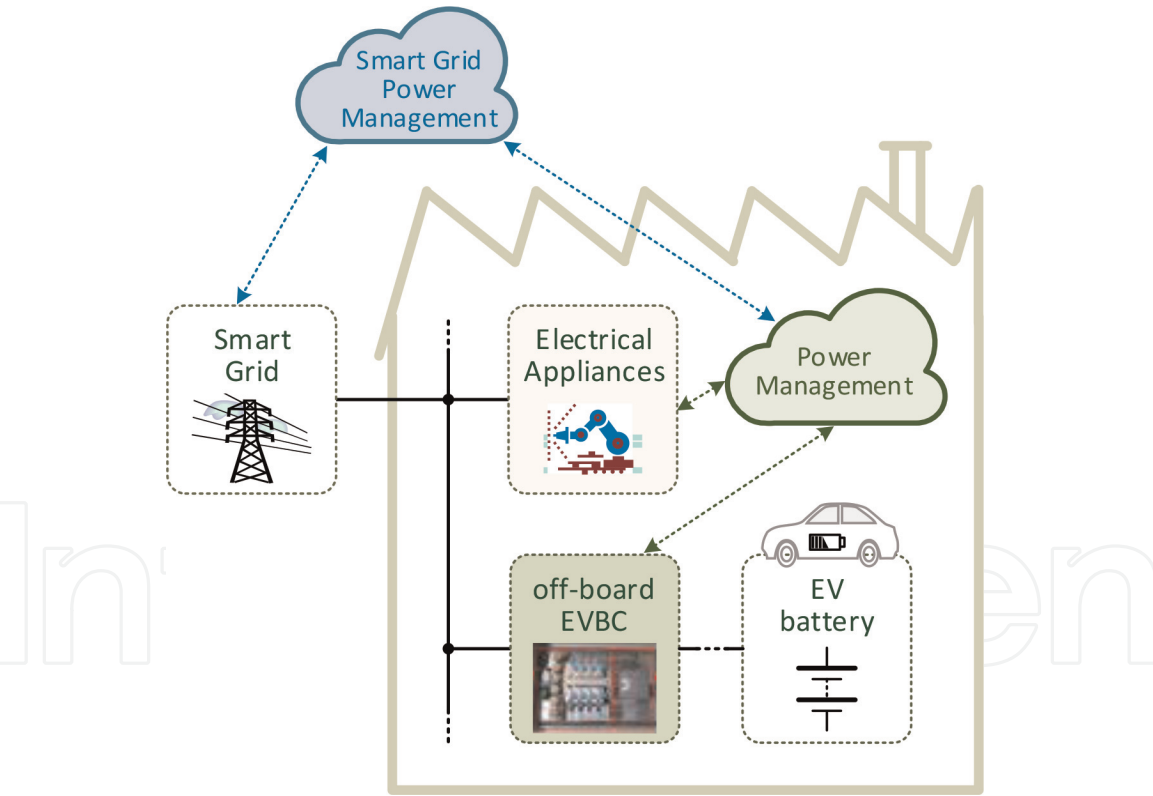 Smart Grid
Power
Management
Smart
Grid
Electrical
Appliances
Power
Management
off-board
EVBC
EV
battery